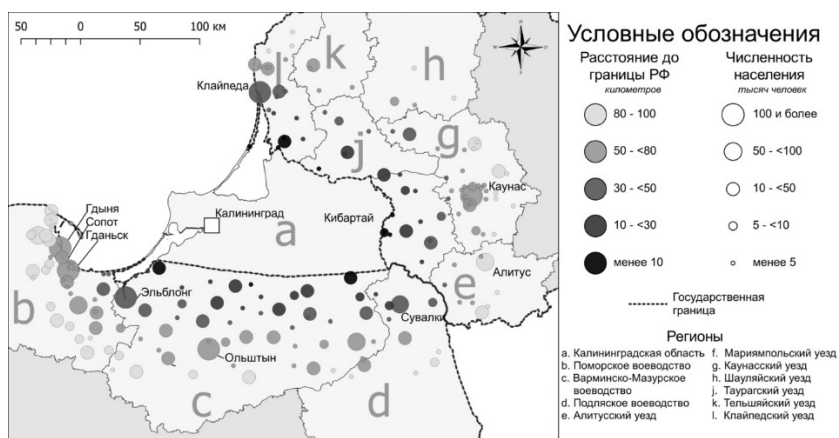 50 0 50 100 км
Клайпеда
l
k
h
j
g
Каунас
Гдыня
Сопот
Гданьск
Калининград
Кибартай
a
b
Эльблонг
Сувалки
e
Алитус
Ольштын
c
d
Условные обозначения
Расстояние до
границы РФ
километров
80 - 100
50 - <80
30 - <50
10 - <30
менее 10
Численность
населения
тысяч человек
100 и более
50 - <100
10 - <50
5 - <10
менее 5
Государственная
граница
Регионы
a. Калининградская область
b. Поморское воеводство
c. Варминско-Мазурское
воеводство
d. Подляское воеводство
e. Алитусский уезд
f. Мариямпольский уезд
g. Каунасский уезд
h. Шауляйский уезд
j. Таурагский уезд
k. Тельшяйский уезд
l. Клайпедский уезд